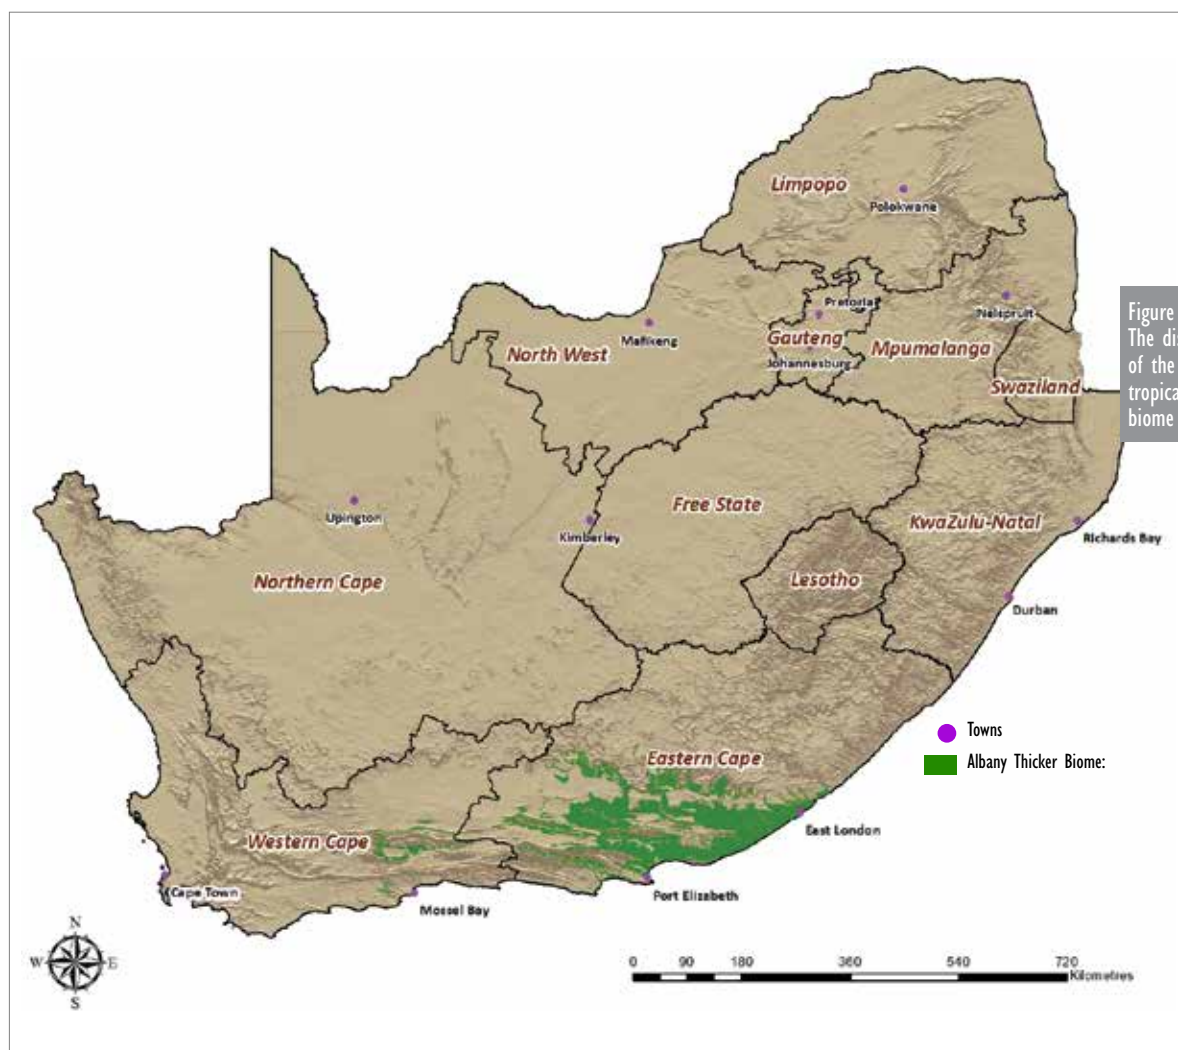 Limpopo
Polokwane
Pretoria
Nelspruit
Mafikeng
North West
Gauteng
Mpumalanga
Johannesburg
Swaziland
Figure
The dis
of the
tropica
biome
Free State
Upington
Kimberley
KwaZulu-Natal
Richards Bay
Northern Cape
Lesotho
Durban
Towns
Eastern Cape
Albany Thicker Biome:
East London
Western Cape
Cape Town
Port Elizabeth
Mossel Bay
N
W E
S
0 90 180 360 540 720
Kilometres